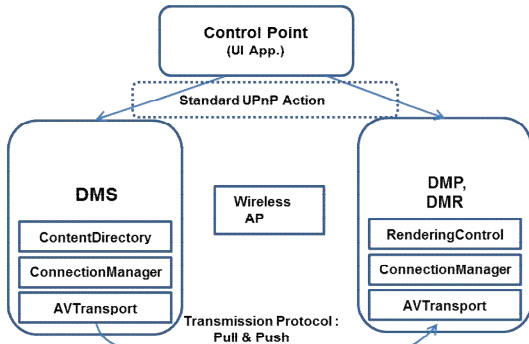 Control Point
(UI App.)
Standard UPnP Action
DMS
ContentDirectory
ConnectionManager
AVTransport
Wireless
AP
DMP,
DMR
RenderingControl
ConnectionManager
AVTransport
Transmission Protocol :
Pull & Push